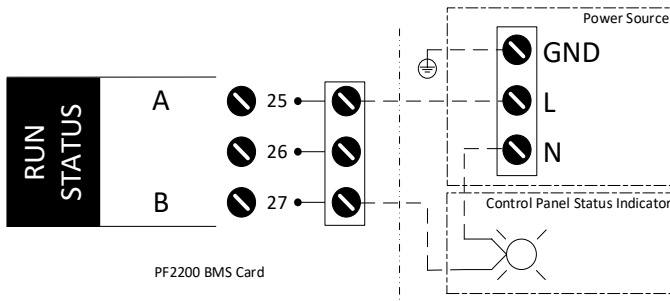 Power Source
GND
RUN
STATUS
A
25
L
26
N
B
27
Control Panel Status Indicator
PF2200 BMS Card